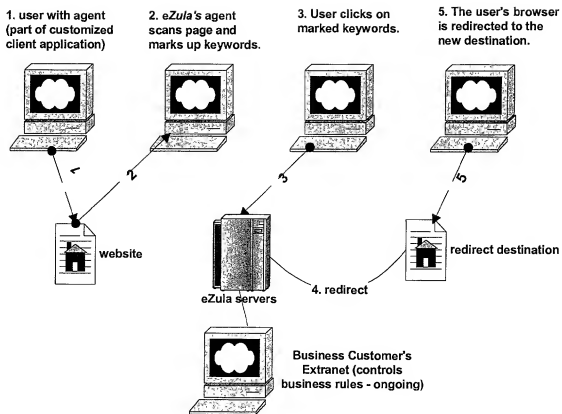 1. user with agent
(part of customized
client application)
2. eZula's agent
scans page and
marks up keywords.
3. User clicks on
marked keywords.
5. The user's browser
is redirected to the
new destination.
1
2
3
5
website
eZula servers
4. redirect
redirect destination
Business Customer's
Extranet (controls
business rules - ongoing)